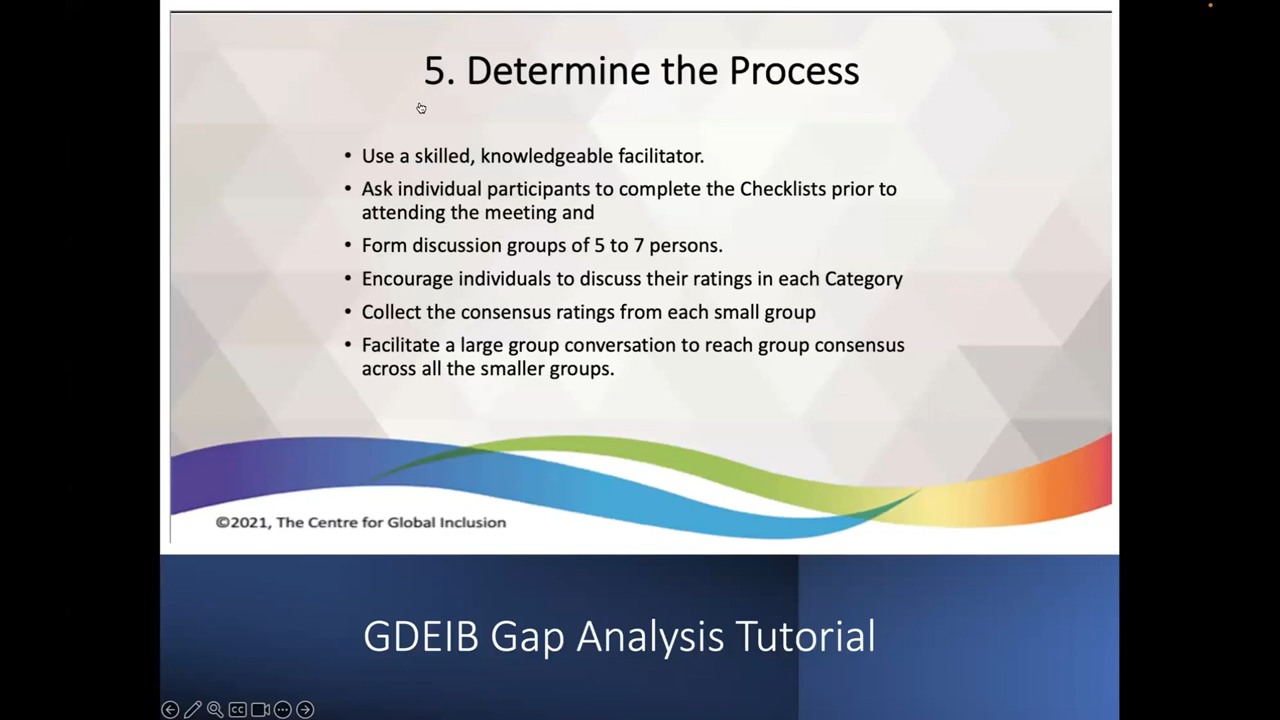 5. Determine the Process
• Use a skilled, knowledgeable facilitator.
• Ask individual participants to complete the Checklists prior to
attending the meeting and
• Form discussion groups of 5 to 7 persons.
• Encourage individuals to discuss their ratings in each Category
• Collect the consensus ratings from each small group
• Facilitate a large group conversation to reach group consensus
across all the smaller groups.
©2021, The Centre for Global Inclusion
GDEIB Gap Analysis Tutorial
CC